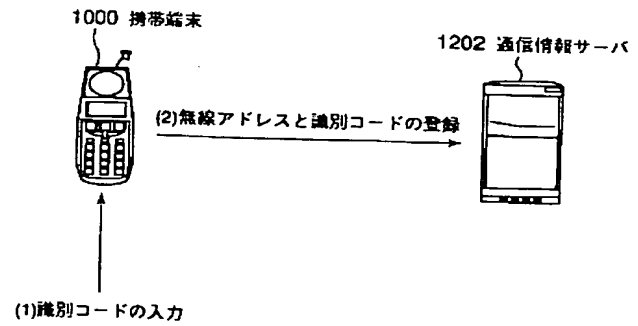 1000 携帯端末
1202 通信情報サーバ
(2)無線アドレスと識別コードの登録
(1)識別コードの入力